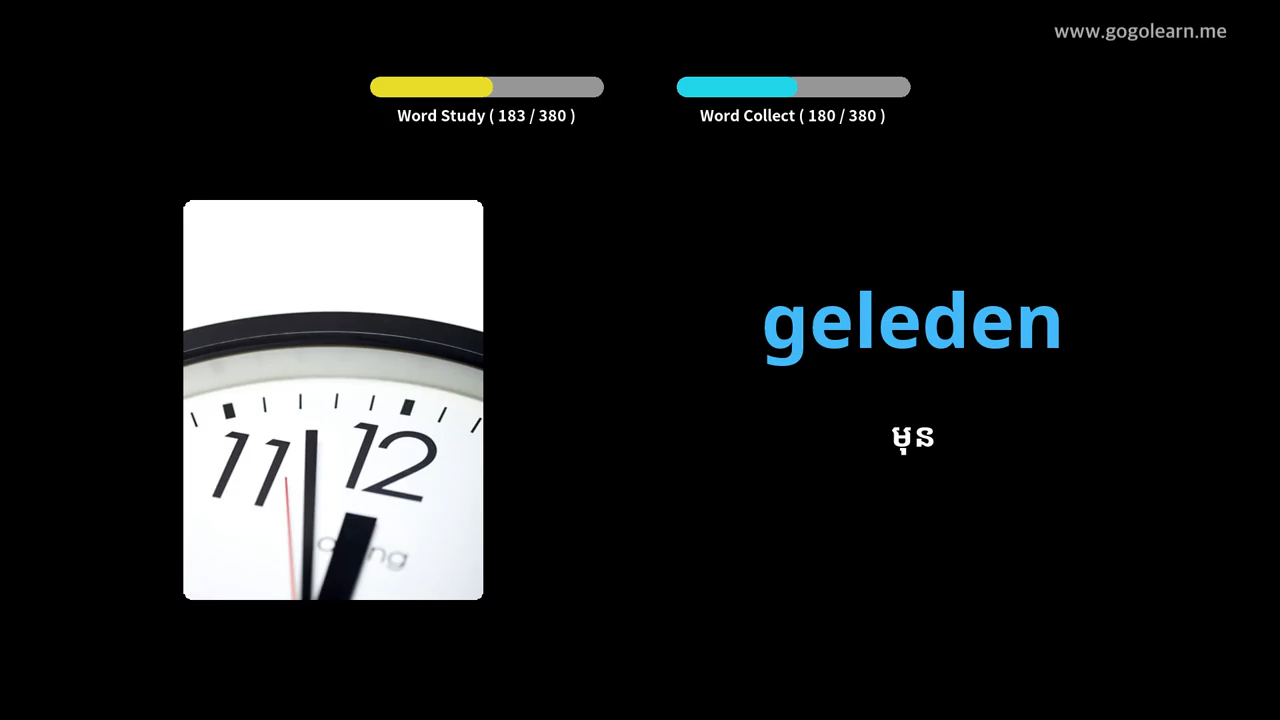 www.gogolearn.me
Word Study ( 183 / 380 )
Word Collect ( 180 / 380 )
11 12
geleden
មុន